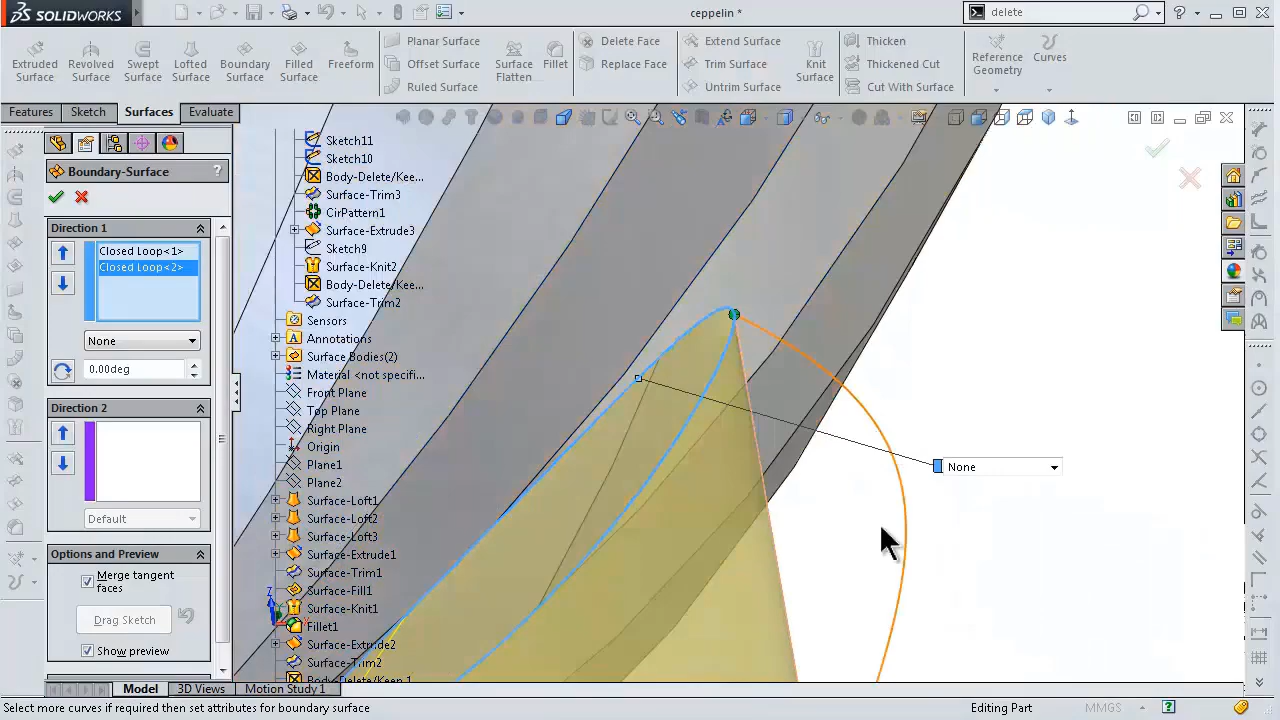 SOLIDWORKS
ceppelin *
delete
Extruded Surface
Revolved Surface
Swept Surface
Lofted Surface
Boundary Surface
Filled Surface
Freeform
Planar Surface
Offset Surface
Ruled Surface
Surface Flatten
Fillet
Delete Face
Replace Face
Extend Surface
Trim Surface
Untrim Surface
Knit Surface
Thicken
Thickened Cut
Cut With Surface
Reference Geometry
Curves
Features
Sketch
Surfaces
Evaluate
Boundary-Surface
?
Direction 1
Closed Loop<1>
Closed Loop<2>
None
0.00deg
Direction 2
Default
Options and Preview
Merge tangent
faces
Drag Sketch
Show preview
Sketch11
Sketch10
Body-Delete/Kee...
Surface-Trim3
CirPattern1
Surface-Extrude3
Sketch9
Surface-Knit2
Body-Delete/Kee...
Surface-Trim2
Sensors
Annotations
Surface Bodies(2)
Material <not specifi...
Front Plane
Top Plane
Right Plane
Origin
Plane1
Plane2
Surface-Loft1
Surface-Loft2
Surface-Loft3
Surface-Extrude1
Surface-Trim1
Surface-Fill1
Surface-Knit1
Fillet1
Surface-Extrude2
Surface-Trim2
Body-Delete/Keep 1
None
Z
Model
3D Views
Motion Study 1
Select more curves if required then set attributes for boundary surface
Editing Part
MMGS